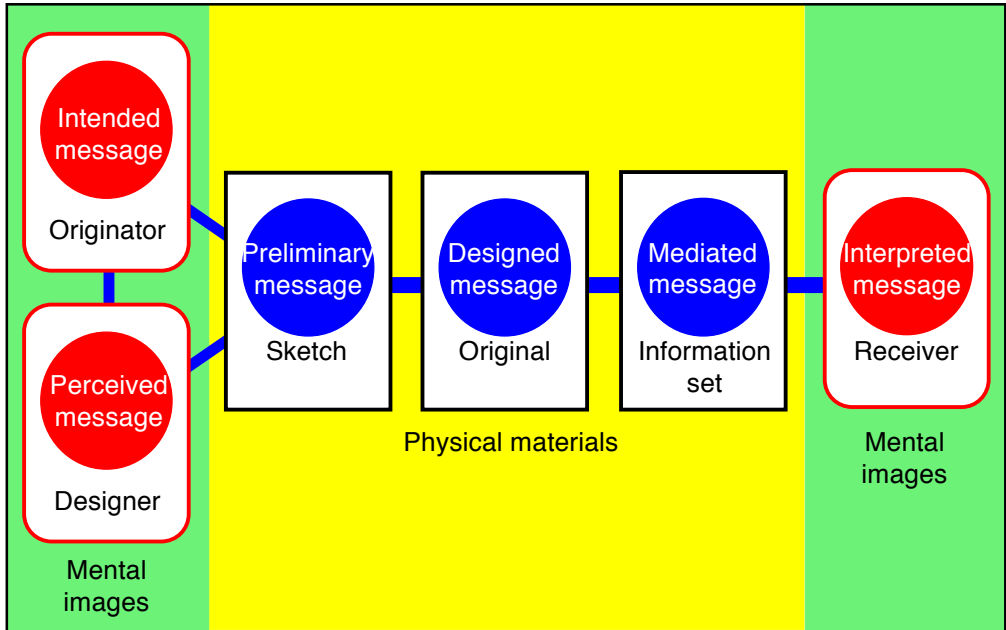 Intended
message
Originator
Perceived
message
Designer
Mental
images
Preliminary
message
Sketch
Designed
message
Original
Mediated
message
Information
set
Physical materials
Interpreted
message
Receiver
Mental
images